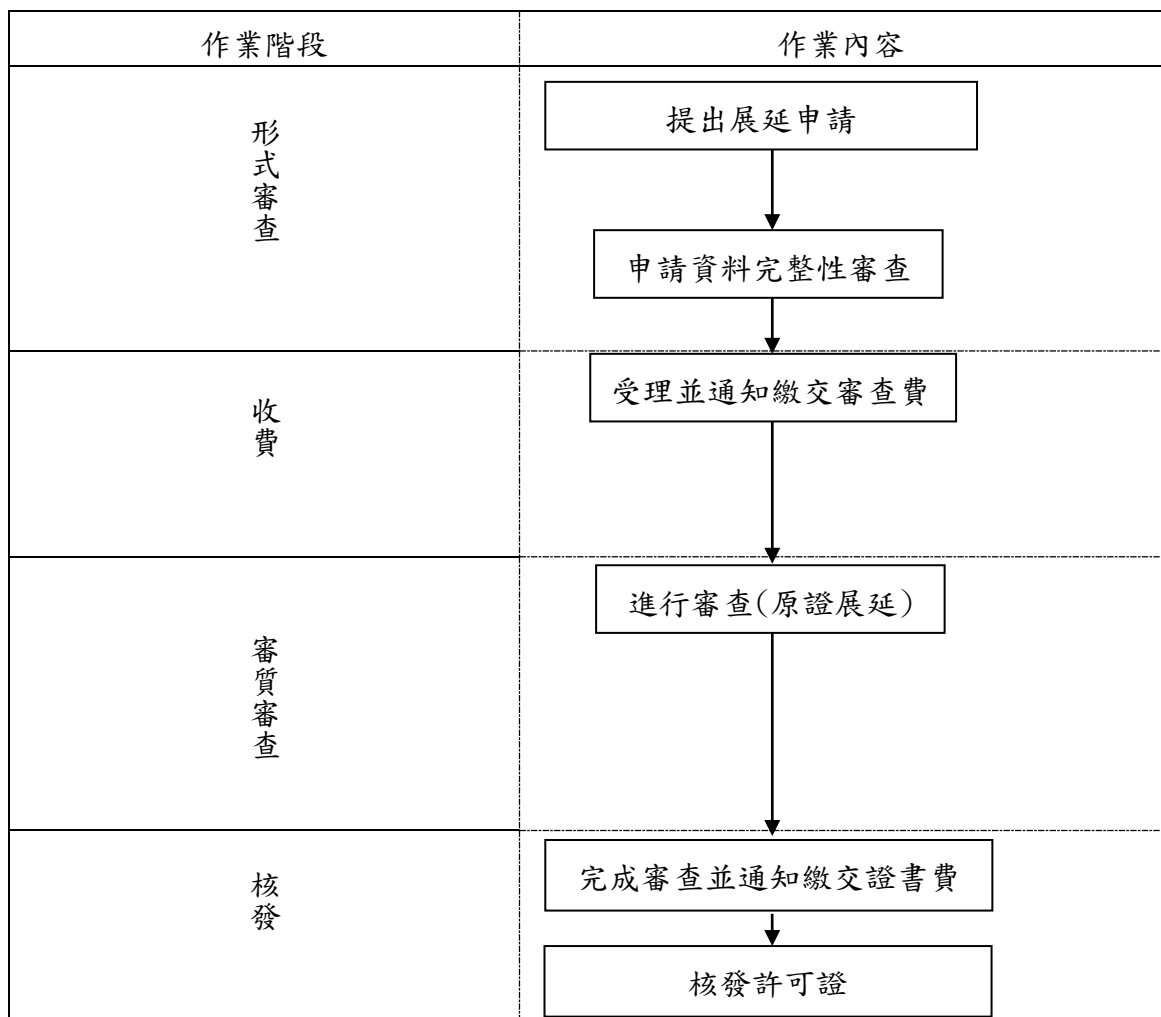 作業階段
作業內容
形式審查
提出展延申請
申請資料完整性審查
收費
受理並通知繳交審查費
審質審查
進行審查(原證展延)
核發
完成審查並通知繳交證書費
核發許可證